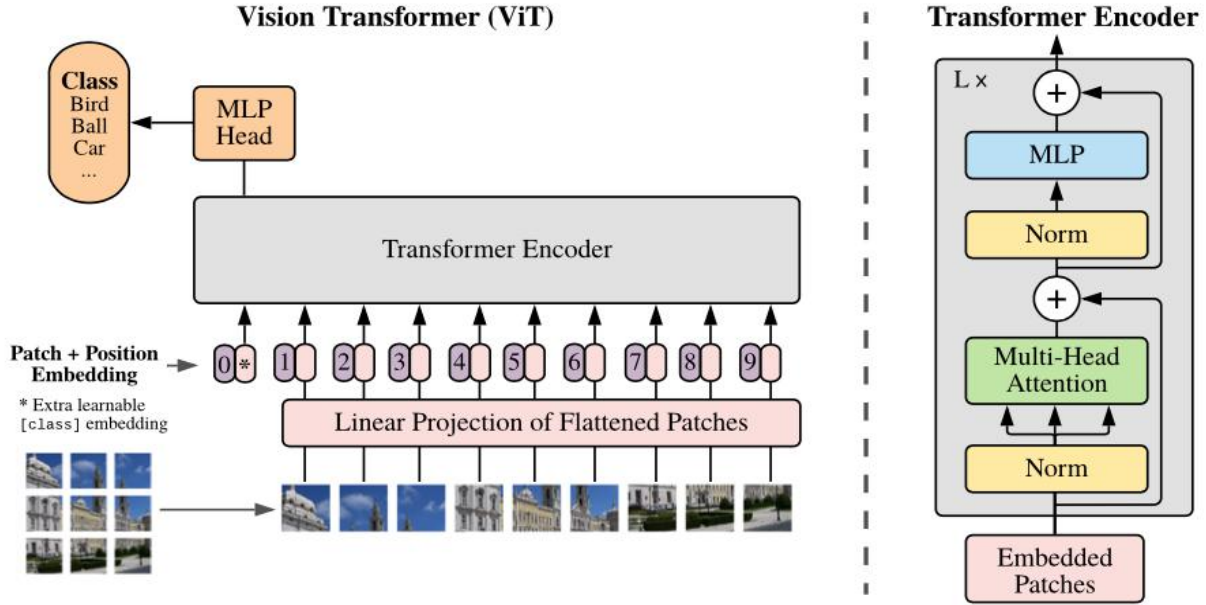 Vision Transformer (ViT)
Class
Bird
Ball
Car
...
MLP
Head
Transformer Encoder
Patch + Position
Embedding
* Extra learnable
[class] embedding
0 * 1 2 3 4 5 6 7 8 9
Linear Projection of Flattened Patches
Transformer Encoder
L ×
+
MLP
Norm
+
Multi-Head
Attention
Norm
Embedded
Patches